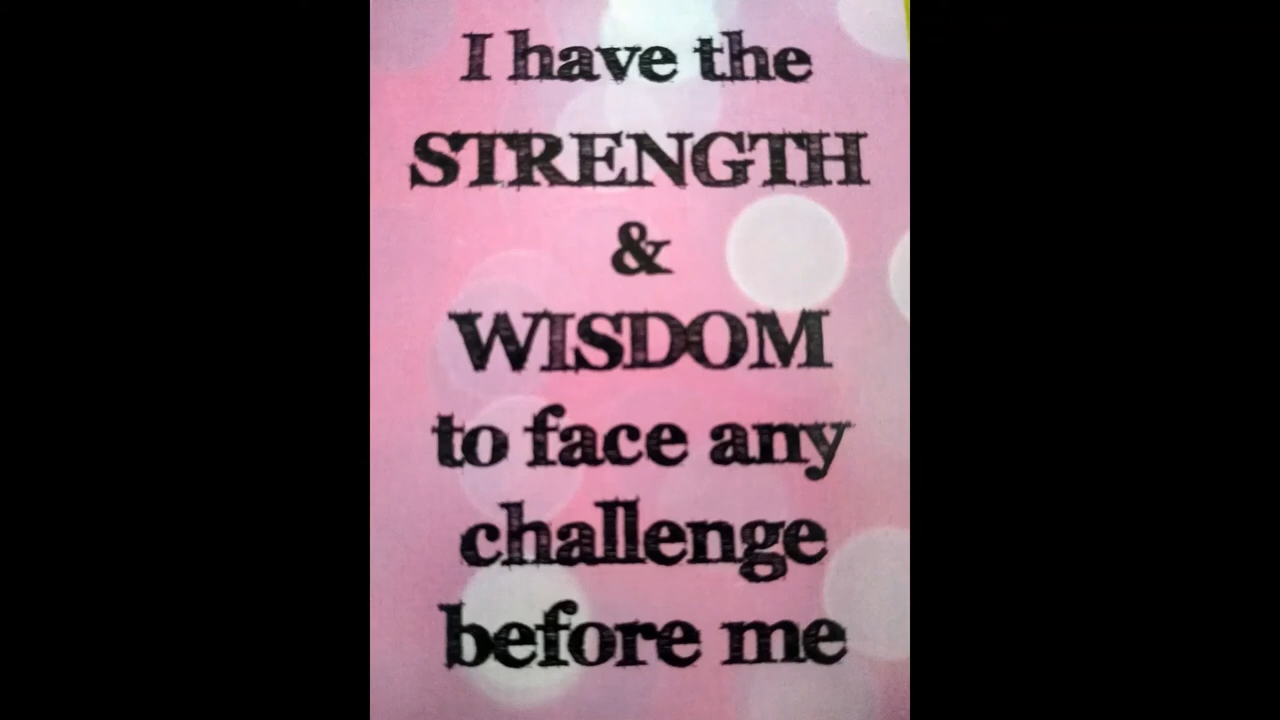 I have the
STRENGTH
&
WISDOM
to face any
challenge
before me